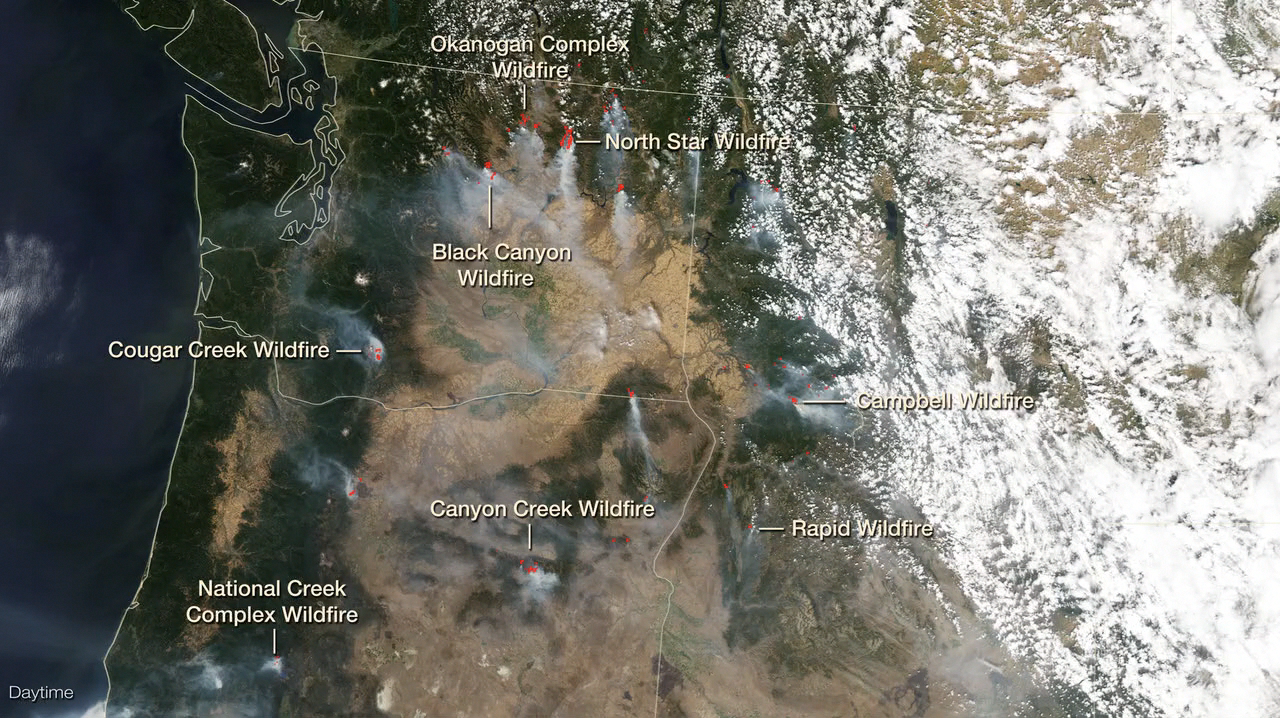 Okanogan Complex
Wildfire
North Star Wildfire
Black Canyon
Wildfire
Cougar Creek Wildfire
Campbell Wildfire
Canyon Creek Wildfire
Rapid Wildfire
National Creek
Complex Wildfire
Daytime